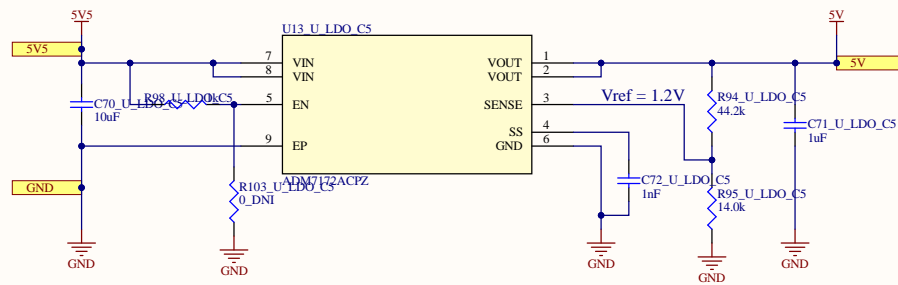 5V5
5V5
GND
GND
C70_U_LDO_C5
10uF
R98_U_LDO_C5
1k
R103_U_LDO_C5
0_DNI
GND
U13_U_LDO_C5
7 VIN
8 VIN
5 EN
9 EP
VOUT 1
VOUT 2
SENSE 3
SS 4
GND 6
ADM7172ACPZ
Vref = 1.2V
C72_U_LDO_C5
1nF
GND
R94_U_LDO_C5
44.2k
R95_U_LDO_C5
14.0k
GND
5V
5V
C71_U_LDO_C5
1uF
GND